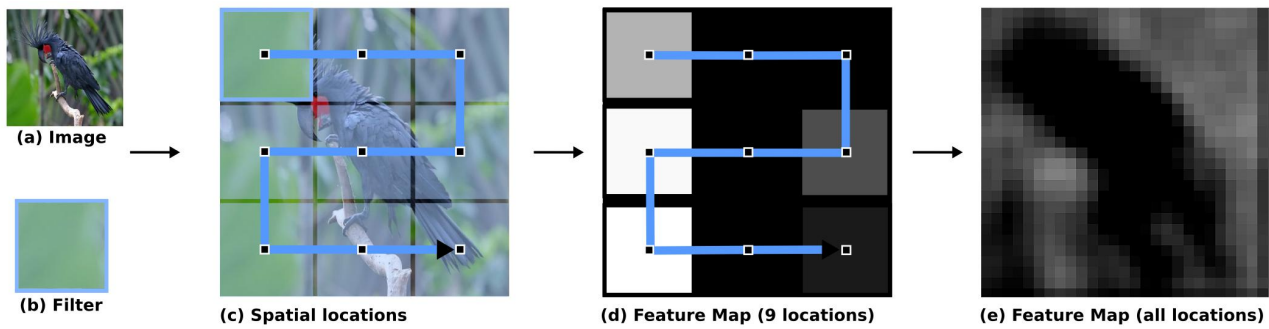 (a) Image
(b) Filter
(c) Spatial locations
(d) Feature Map (9 locations)
(e) Feature Map (all locations)